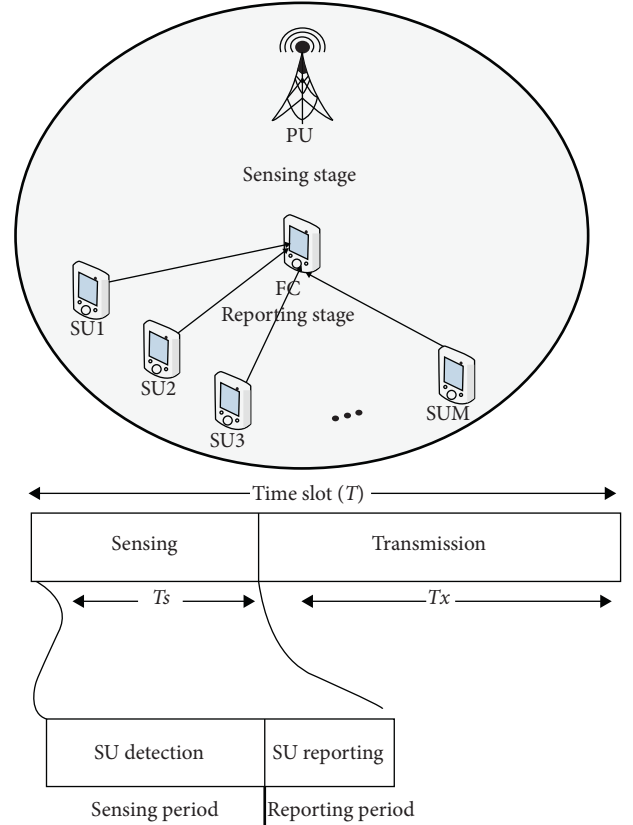 PU
Sensing stage
FC
Reporting stage
SU1
SU2
SU3
SUM
Time slot (T)
Sensing
Transmission
Ts
Tx
SU detection
SU reporting
Sensing period
Reporting period